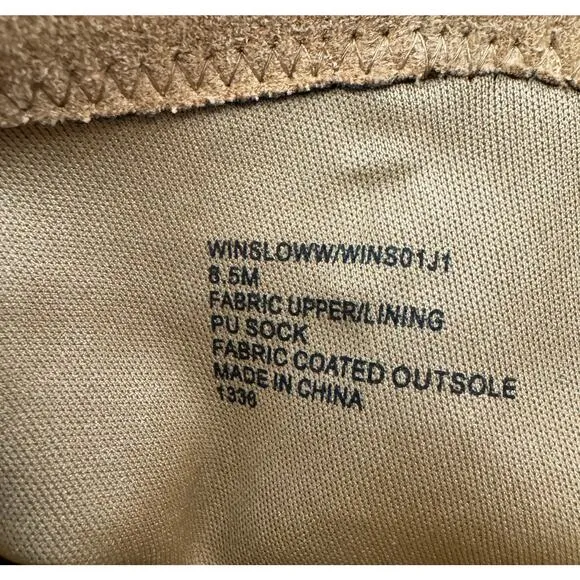 WINSLOWW/WINS01J1
8.5M
FABRIC UPPER/LINING
PU SOCK
FABRIC COATED OUTSOLE
MADE IN CHINA
1336